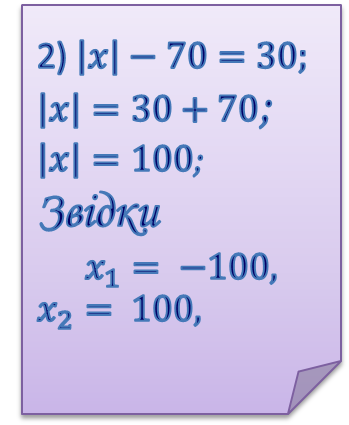 2) |x| − 70 = 30;
|x| = 30 + 70;
|x| = 100;
Звідки
x₁ = −100,
x₂ = 100,